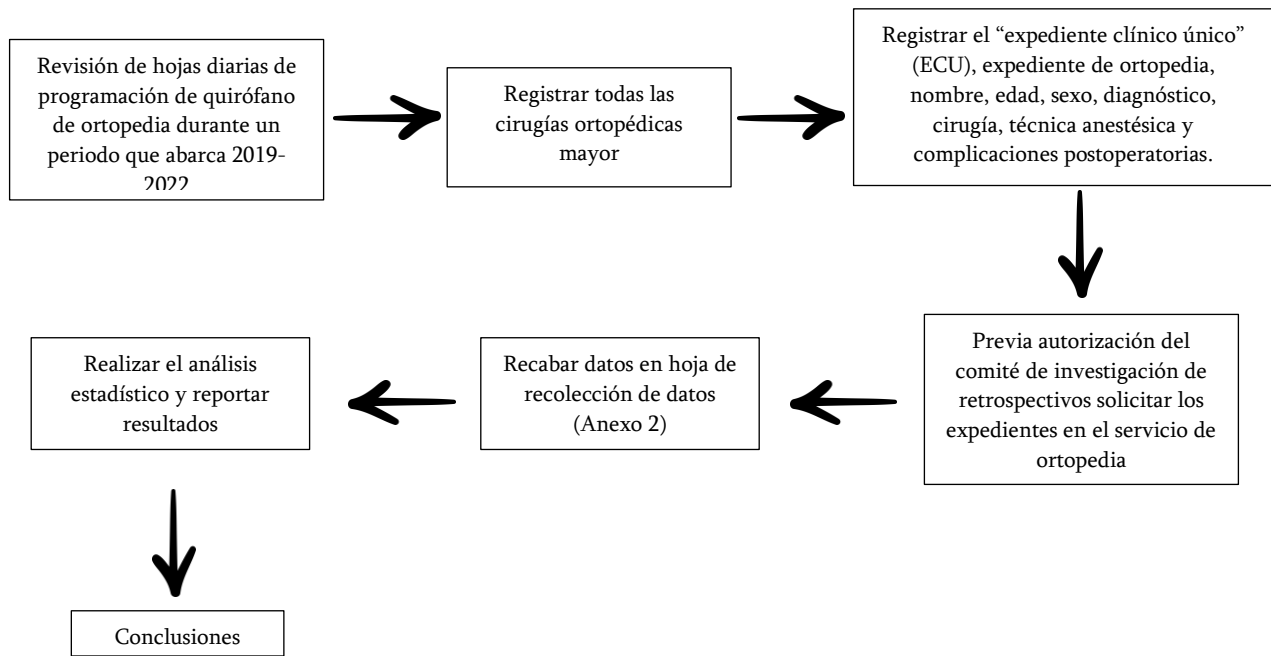 Revisión de hojas diarias de
programación de quirófano
de ortopedia durante un
periodo que abarca 2019-
2022
Registrar todas las
cirugías ortopédicas
mayor
Registrar el “expediente clínico único”
(ECU), expediente de ortopedia,
nombre, edad, sexo, diagnóstico,
cirugía, técnica anestésica y
complicaciones postoperatorias.
Previa autorización del
comité de investigación de
retrospectivos solicitar los
expedientes en el servicio de
ortopedia
Recabar datos en hoja de
recolección de datos
(Anexo 2)
Realizar el análisis
estadístico y reportar
resultados
Conclusiones